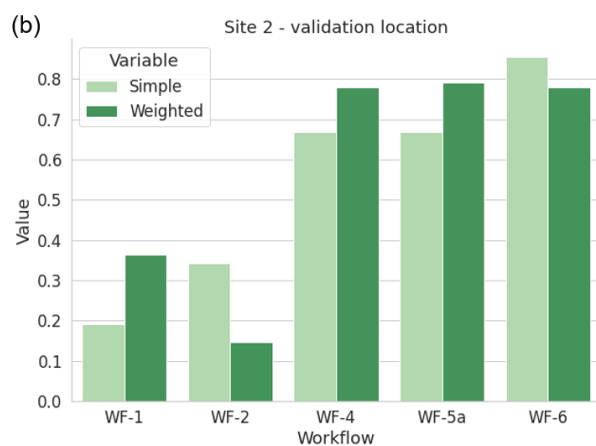 (b)
Site 2 - validation location
Variable
Simple
Weighted
0.8
0.7
0.6
0.5
0.4
0.3
0.2
0.1
0.0
Value
WF-1 WF-2 WF-4 WF-5a WF-6
Workflow